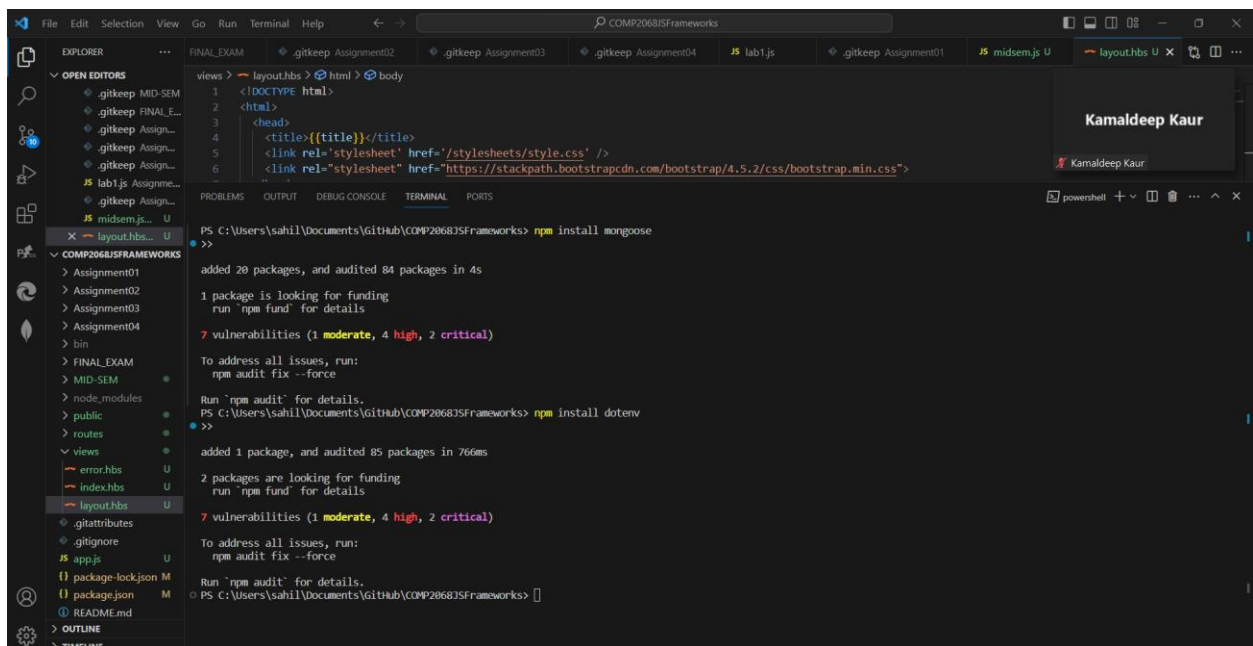 File Edit Selection View Go Run Terminal Help
COMP2068JSFrameworks
EXPLORER
OPEN EDITORS
.gitkeep MID-SEM
.gitkeep FINAL_E...
.gitkeep Assign...
.gitkeep Assign...
.gitkeep Assign...
JS lab1.js Assignme...
.gitkeep Assign...
JS midsem.js... U
layout.hbs... U
COMP2068JSFRAMEWORKS
Assignment01
Assignment02
Assignment03
Assignment04
bin
FINAL_EXAM
MID-SEM
node_modules
public
routes
views
error.hbs U
index.hbs U
layout.hbs U
.gitattributes
.gitignore
JS app.js U
{} package-lock.json M
{} package.json M
README.md
OUTLINE
TIMELINE
10
FINAL_EXAM .gitkeep Assignment02 .gitkeep Assignment03 .gitkeep Assignment04 JS lab1.js .gitkeep Assignment01 JS midsem.js U layout.hbs U
views > layout.hbs > html > body
1 <!DOCTYPE html>
2 <html>
3 <head>
4 <title>{{title}}</title>
5 <link rel='stylesheet' href='/stylesheets/style.css' />
6 <link rel="stylesheet" href="https://stackpath.bootstrapcdn.com/bootstrap/4.5.2/css/bootstrap.min.css">
Kamaldeep Kaur
Kamaldeep Kaur
PROBLEMS OUTPUT DEBUG CONSOLE TERMINAL PORTS
powershell
PS C:\Users\sahil\Documents\GitHub\COMP2068JSFrameworks> npm install mongoose
>>
added 20 packages, and audited 84 packages in 4s
1 package is looking for funding
run `npm fund` for details
7 vulnerabilities (1 moderate, 4 high, 2 critical)
To address all issues, run:
npm audit fix --force
Run `npm audit` for details.
PS C:\Users\sahil\Documents\GitHub\COMP2068JSFrameworks> npm install dotenv
>>
added 1 package, and audited 85 packages in 766ms
2 packages are looking for funding
run `npm fund` for details
7 vulnerabilities (1 moderate, 4 high, 2 critical)
To address all issues, run:
npm audit fix --force
Run `npm audit` for details.
PS C:\Users\sahil\Documents\GitHub\COMP2068JSFrameworks>